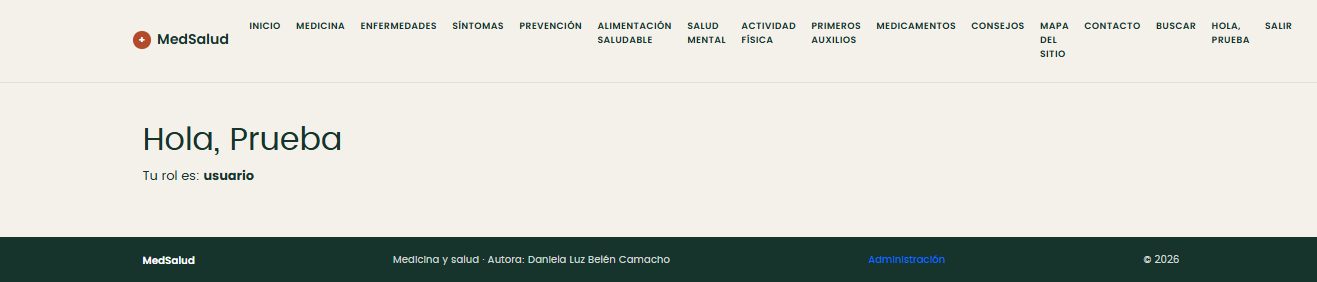 MedSalud
INICIO
MEDICINA
ENFERMEDADES
SÍNTOMAS
PREVENCIÓN
ALIMENTACIÓN
SALUDABLE
SALUD
MENTAL
ACTIVIDAD
FÍSICA
PRIMEROS
AUXILIOS
MEDICAMENTOS
CONSEJOS
MAPA
DEL
SITIO
CONTACTO
BUSCAR
HOLA,
PRUEBA
SALIR
Hola, Prueba
Tu rol es: usuario
MedSalud
Medicina y salud · Autora: Daniela Luz Belén Camacho
Administración
© 2026